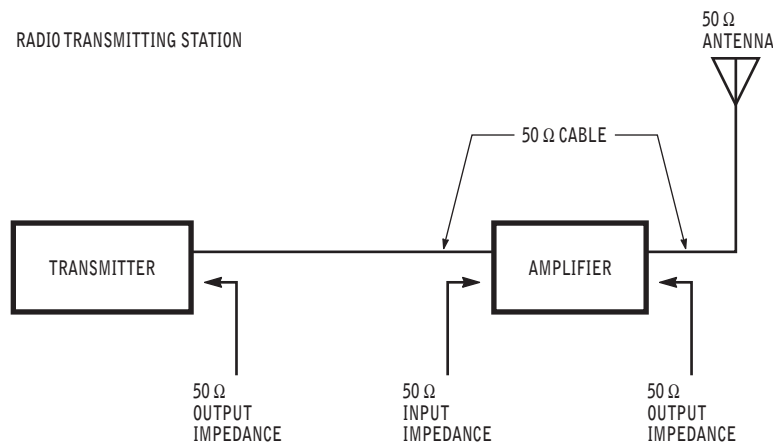 RADIO TRANSMITTING STATION
50 Ω
ANTENNA
50 Ω CABLE
TRANSMITTER
AMPLIFIER
50 Ω
OUTPUT
IMPEDANCE
50 Ω
INPUT
IMPEDANCE
50 Ω
OUTPUT
IMPEDANCE